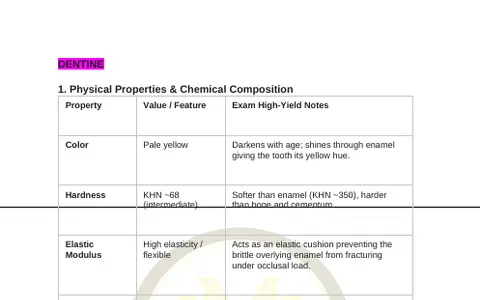 DENTINE
1. Physical Properties & Chemical Composition
Property Value / Feature Exam High-Yield Notes
Color Pale yellow Darkens with age; shines through enamel
giving the tooth its yellow hue.
Hardness KHN ~68 Softer than enamel (KHN ~350), harder
(intermediate) than bone and cementum.
Elastic High elasticity / Acts as an elastic cushion preventing the
Modulus flexible brittle overlying enamel from fracturing
under occlusal load.